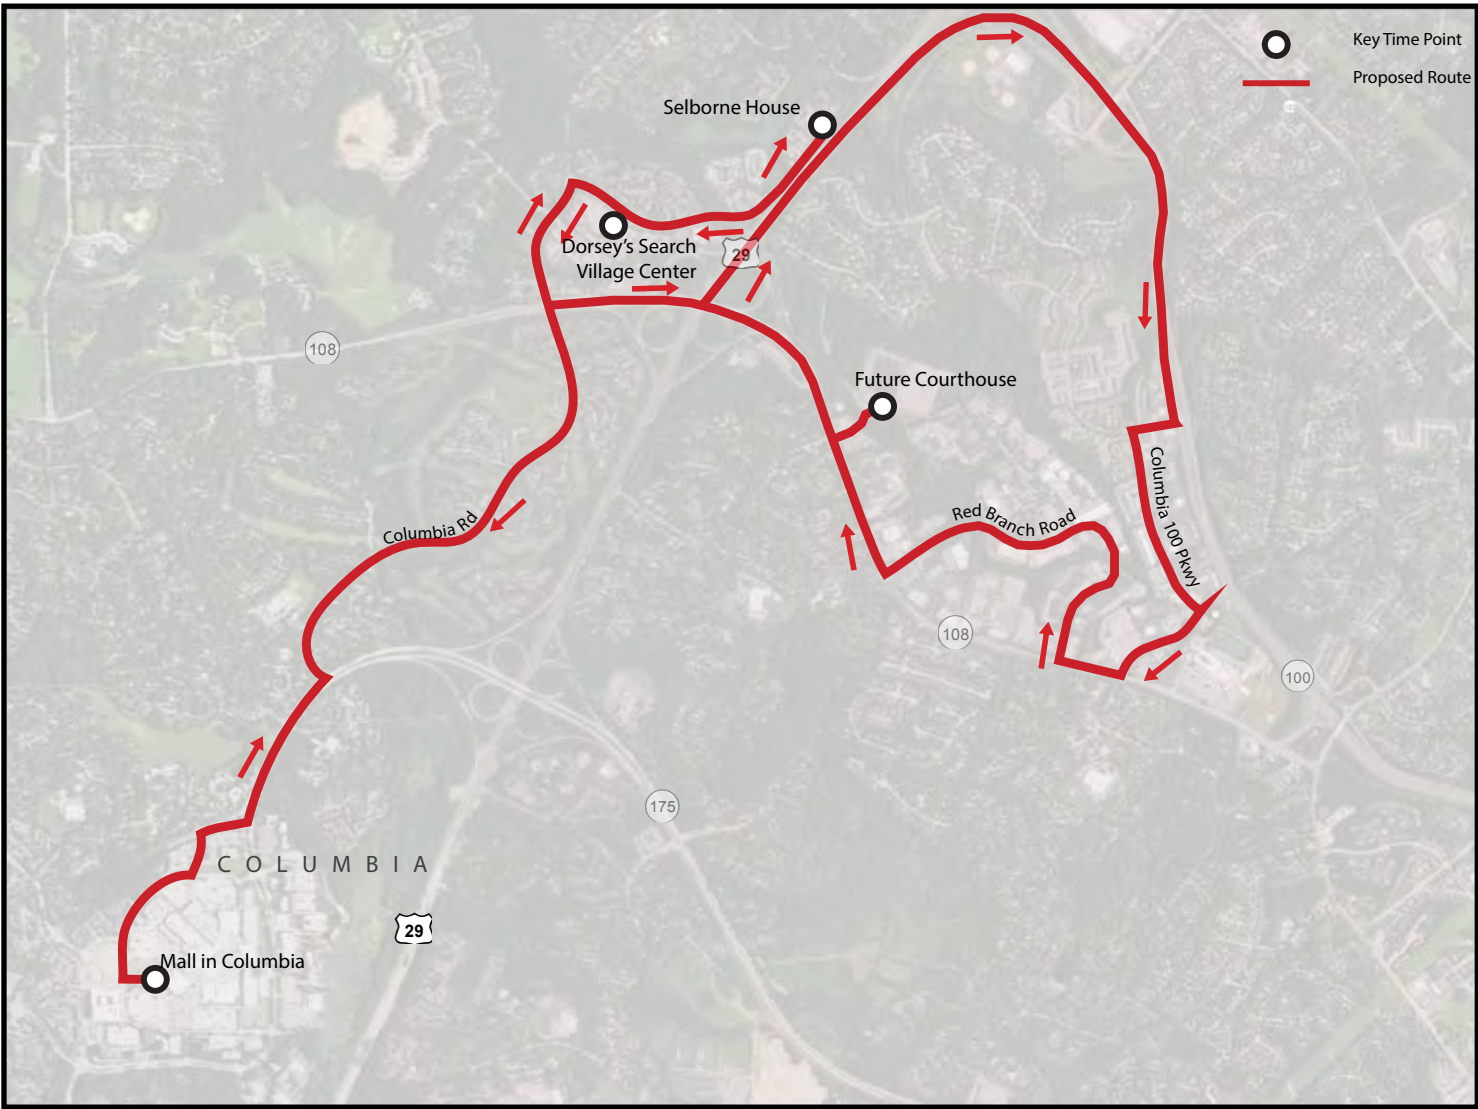 Key Time Point
Proposed Route
Selborne House
Dorsey's Search
Village Center
29
108
Future Courthouse
Columbia 100 Pkwy
Red Branch Road
Columbia Rd
108
100
175
COLUMBIA
29
Mall in Columbia